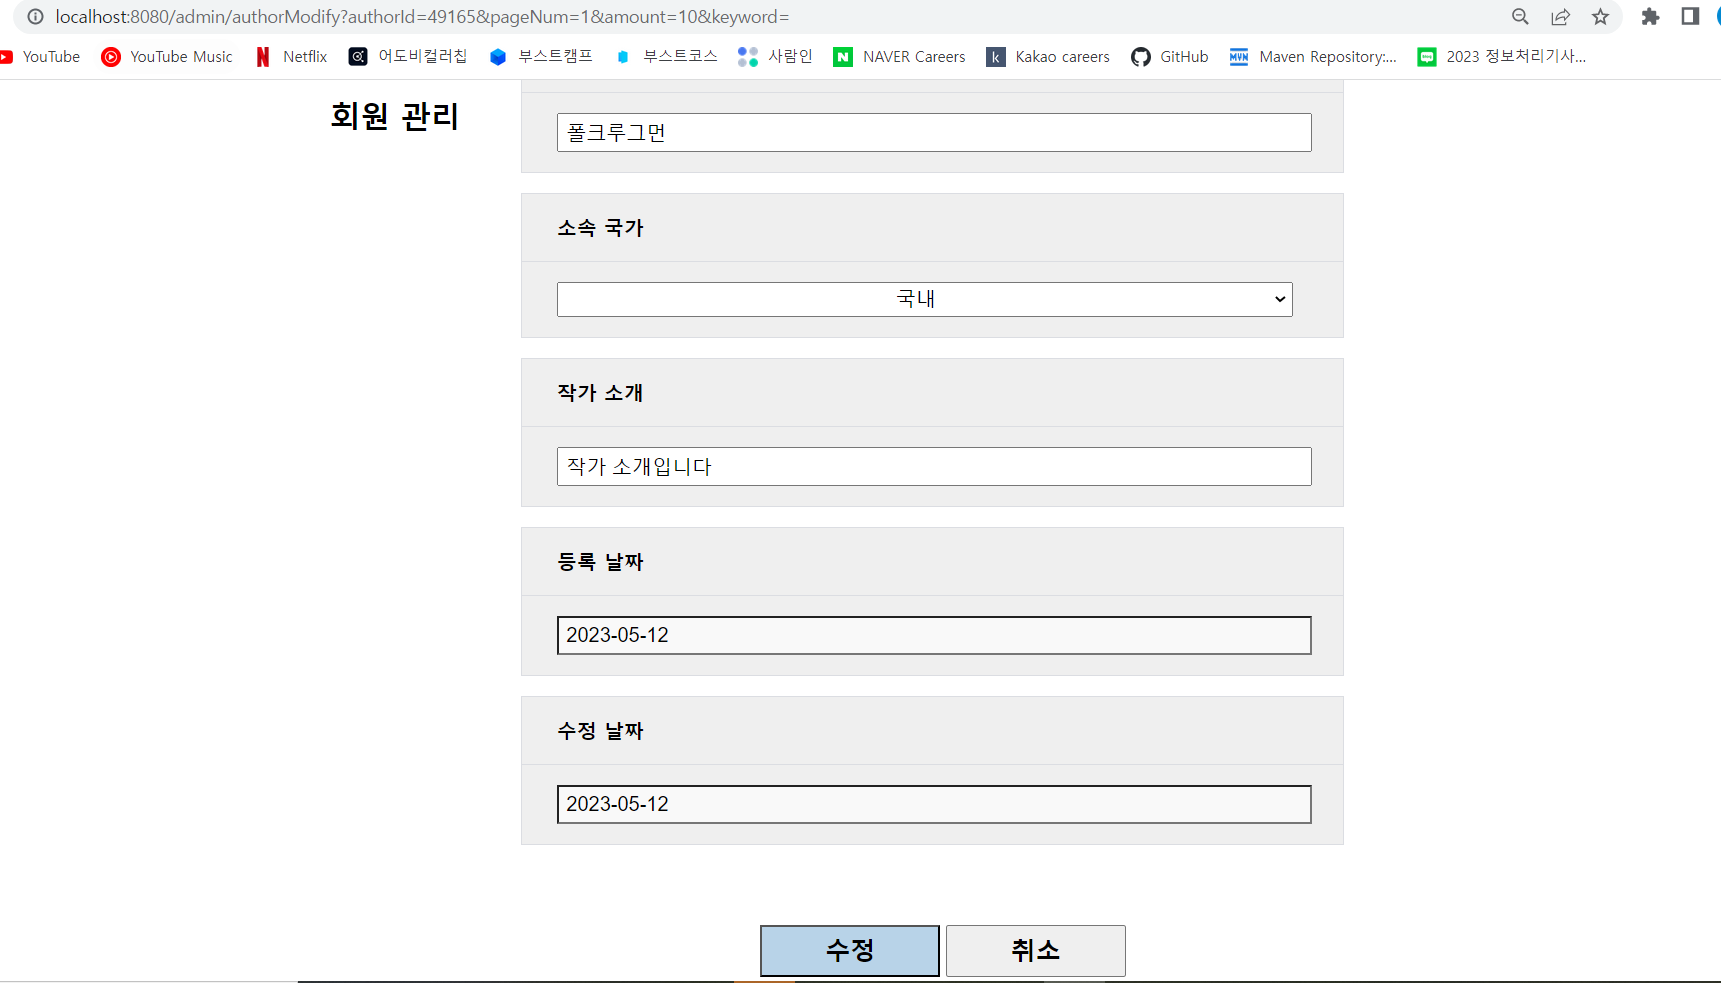 localhost:8080/admin/authorModify?authorId=49165&pageNum=1&amount=10&keyword=
YouTube YouTube Music Netflix 어도비컬러칩 부스트캠프 부스트코스 사람인 NAVER Careers Kakao careers GitHub Maven Repository:... 2023 정보처리기사...
회원 관리
폴크루그먼
소속 국가
국내
작가 소개
작가 소개입니다
등록 날짜
2023-05-12
수정 날짜
2023-05-12
수정 취소